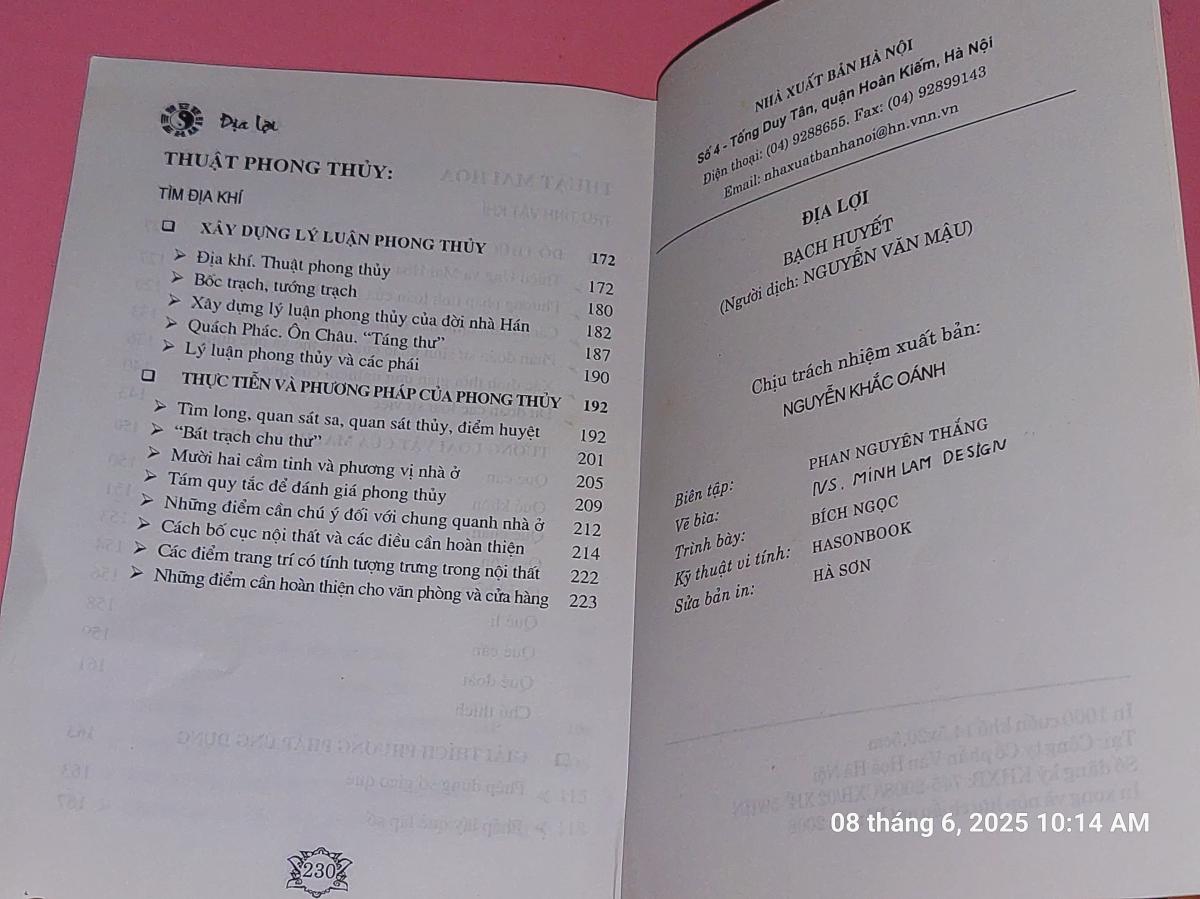 Địa lợi
THUẬT PHONG THỦY:
TÌM ĐỊA KHÍ
❑ XÂY DỰNG LÝ LUẬN PHONG THỦY 172
➢ Địa khí. Thuật phong thủy 172
➢ Bốc trạch, tướng trạch 180
➢ Xây dựng lý luận phong thủy của đời nhà Hán 182
➢ Quách Phác. Ôn Châu. “Táng thư” 187
➢ Lý luận phong thủy và các phái 190
❑ THỰC TIỄN VÀ PHƯƠNG PHÁP CỦA PHONG THỦY 192
➢ Tìm long, quan sát sa, quan sát thủy, điểm huyệt 192
➢ “Bát trạch chu thư” 201
➢ Mười hai cầm tinh và phương vị nhà ở 205
➢ Tám quy tắc để đánh giá phong thủy 209
➢ Những điểm cần chú ý đối với chung quanh nhà ở 212
➢ Cách bố cục nội thất và các điều cần hoàn thiện 214
➢ Các điểm trang trí có tính tượng trưng trong nội thất 222
➢ Những điểm cần hoàn thiện cho văn phòng và cửa hàng 223
230
NHÀ XUẤT BẢN HÀ NỘI
Số 4 - Tống Duy Tân, quận Hoàn Kiếm, Hà Nội
Điện thoại: (04) 9288655. Fax: (04) 92899143
Email: nhaxuatbanhanoi@hn.vnn.vn
ĐỊA LỢI
BẠCH HUYẾT
(Người dịch: NGUYỄN VĂN MẬU)
Chịu trách nhiệm xuất bản:
NGUYỄN KHẮC OÁNH
Biên tập: PHAN NGUYÊN THẮNG
Vẽ bìa: NS. MINH LAM DESIGN
Trình bày: BÍCH NGỌC
Kỹ thuật vi tính: HASONBOOK
Sửa bản in: HÀ SƠN
08 tháng 6, 2025 10:14 AM